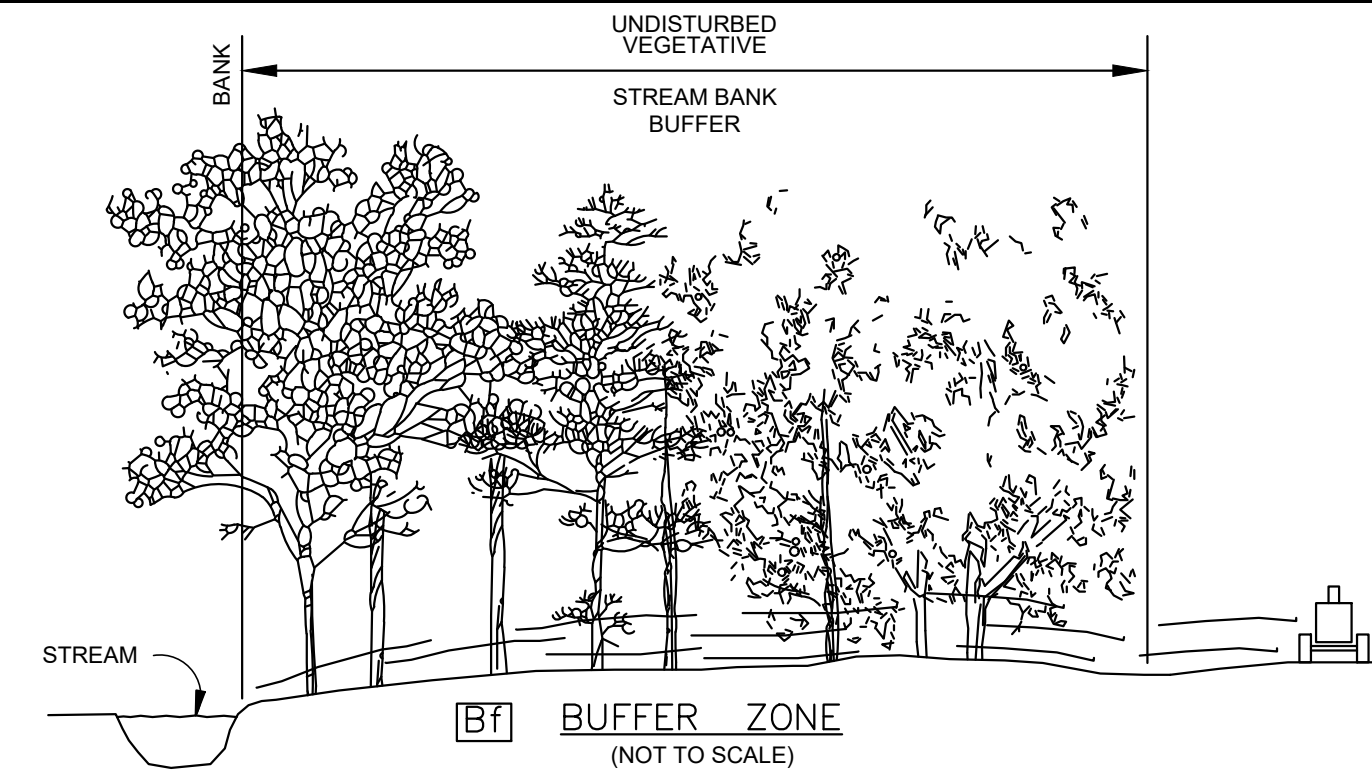 UNDISTURBED
VEGETATIVE
BANK
STREAM BANK
BUFFER
STREAM
Bf BUFFER ZONE
(NOT TO SCALE)